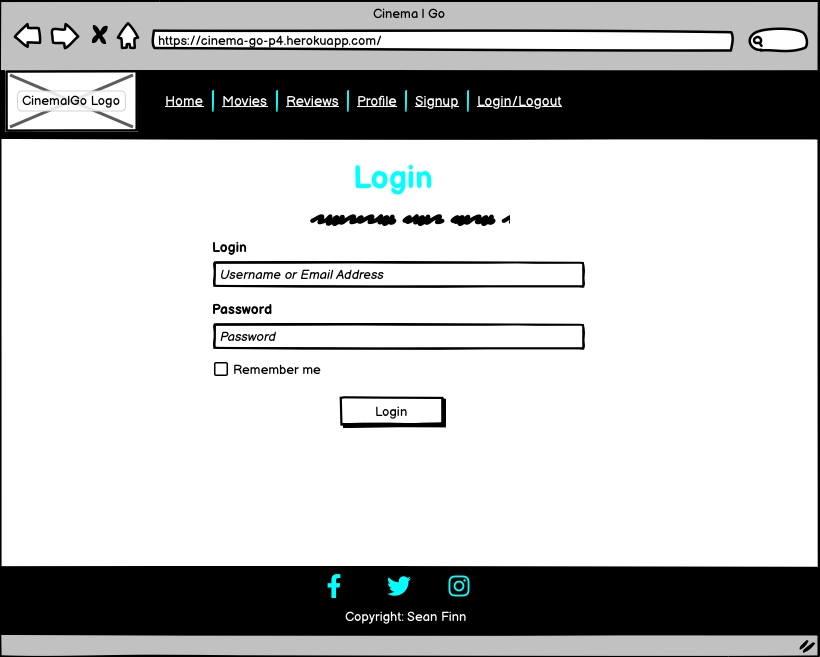 Cinema I Go
https://cinema-go-p4.herokuapp.com/
CinemaIGo Logo
Home Movies Reviews Profile Signup Login/Logout
Login
Login
Username or Email Address
Password
Password
Remember me
Login
Copyright: Sean Finn